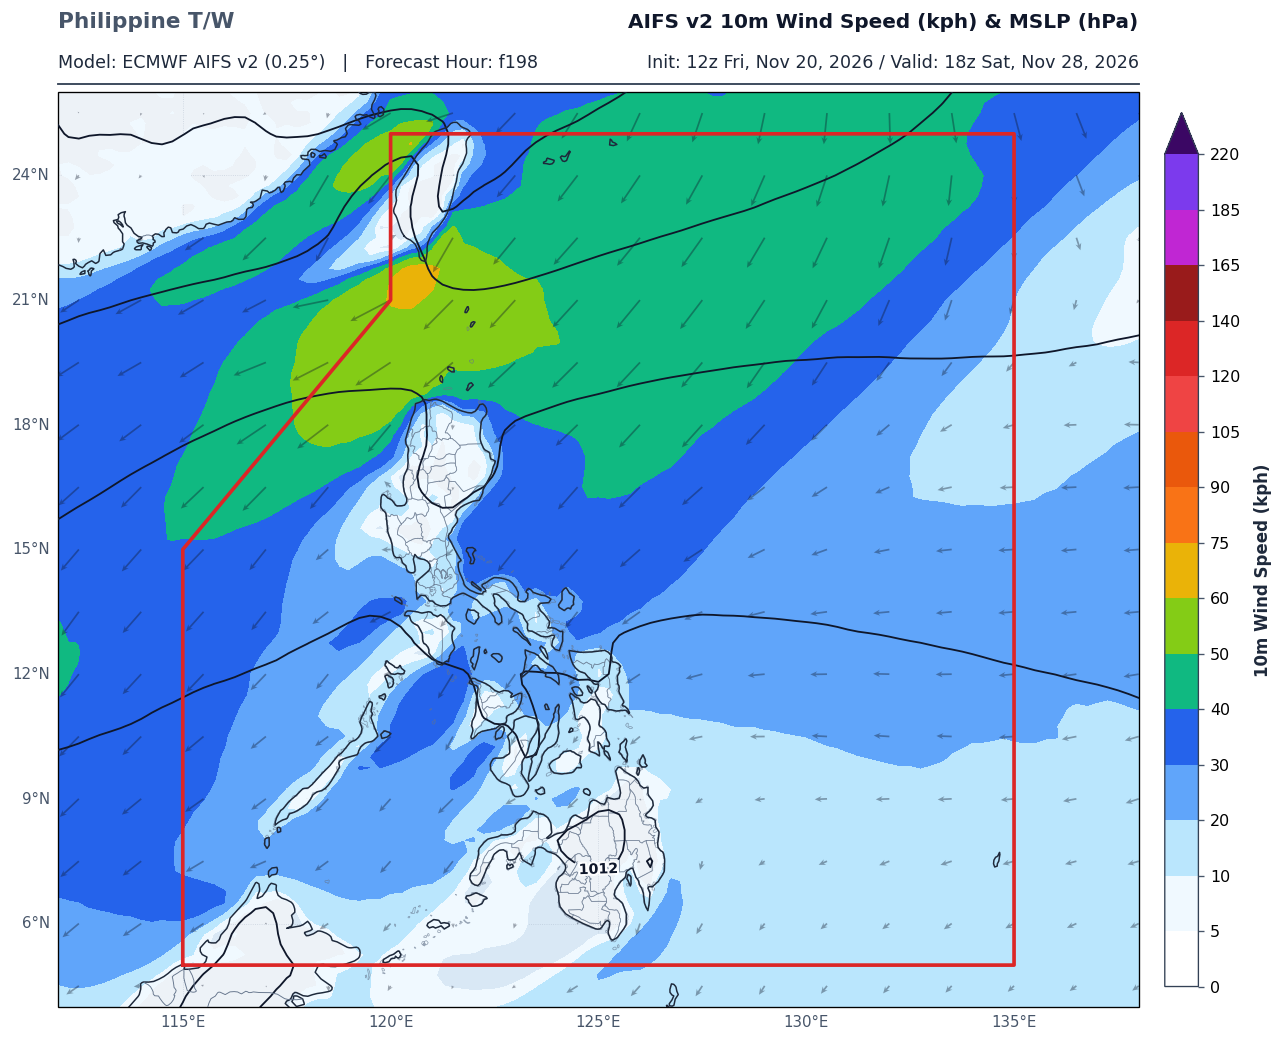 Philippine T/W
AIFS v2 10m Wind Speed (kph) & MSLP (hPa)
Model: ECMWF AIFS v2 (0.25°)   |   Forecast Hour: f198
Init: 12z Fri, Nov 20, 2026 / Valid: 18z Sat, Nov 28, 2026
24°N
21°N
18°N
15°N
12°N
9°N
6°N
1012
115°E
120°E
125°E
130°E
135°E
220
185
165
140
120
105
90
75
60
50
40
30
20
10
5
0
10m Wind Speed (kph)